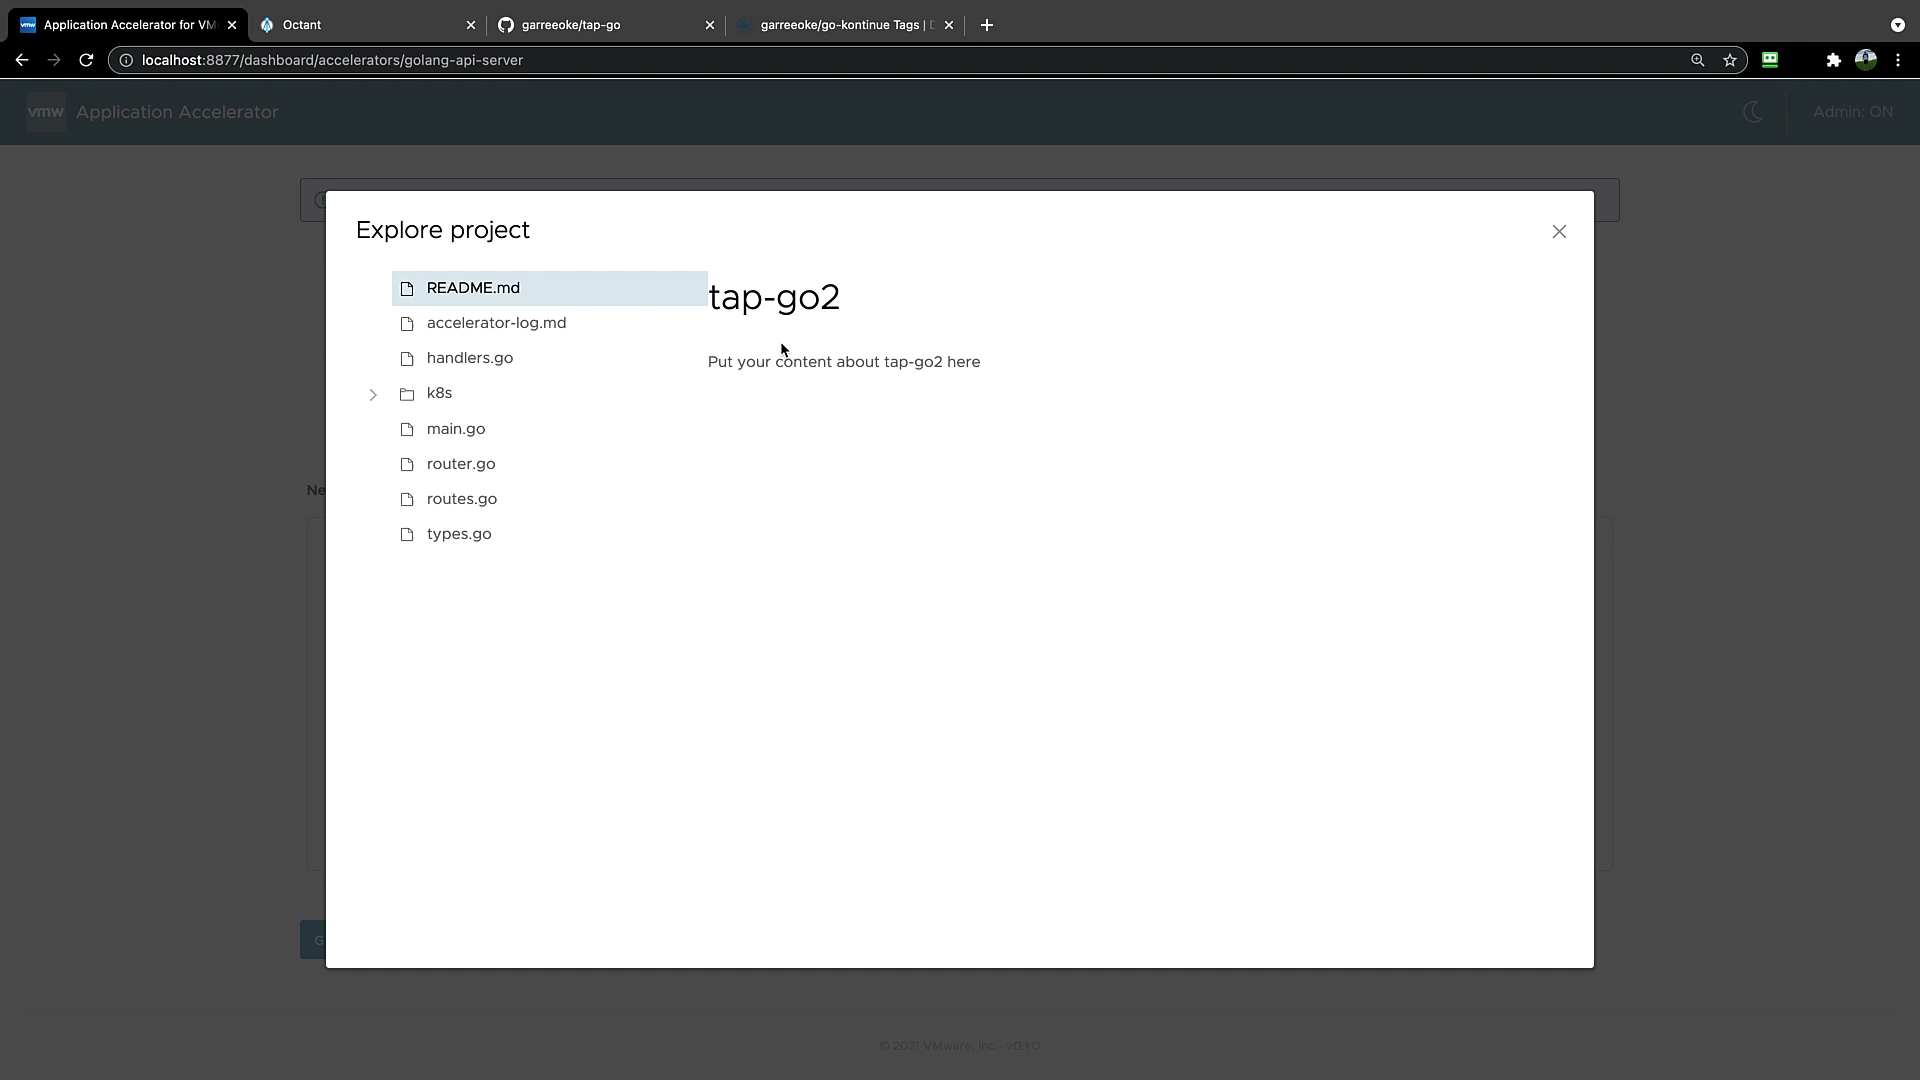 Application Accelerator for VM
Octant
garreeoke/tap-go
garreeoke/go-kontinue Tags |
localhost:8877/dashboard/accelerators/golang-api-server
vmw Application Accelerator
Admin: ON
Explore project
README.md
accelerator-log.md
handlers.go
k8s
main.go
router.go
routes.go
types.go
tap-go2
Put your content about tap-go2 here
Ne
G
© 2021 VMware, Inc - v0.1.0